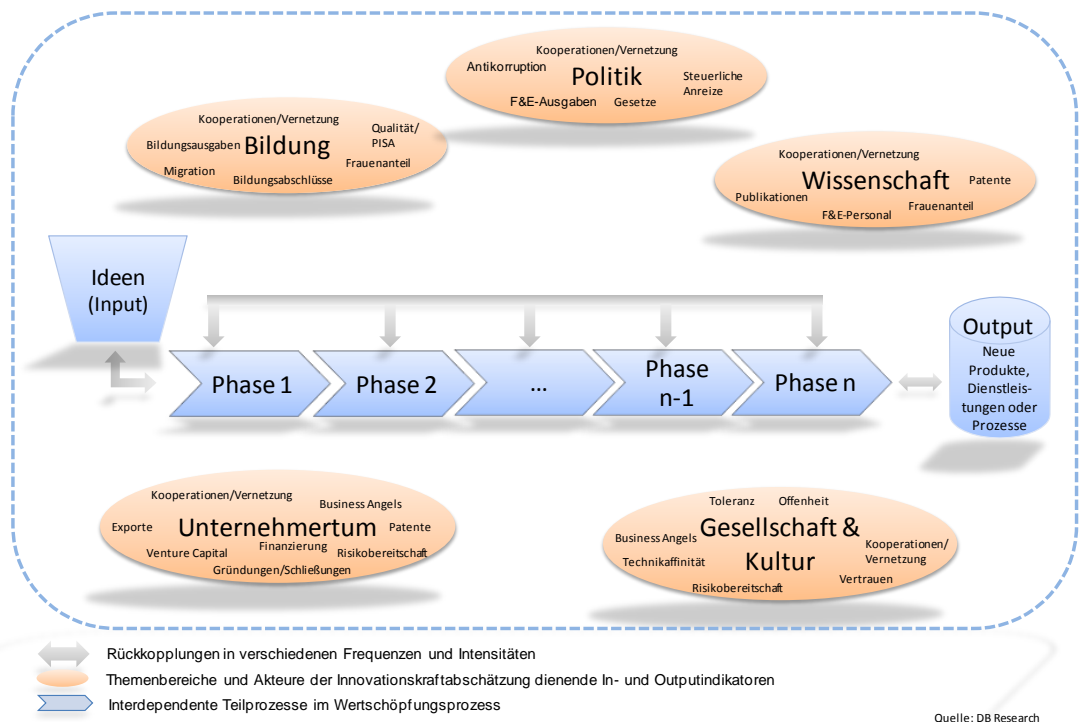 Kooperationen/Vernetzung
Antikorruption
Politik
Steuerliche
Anreize
F&E-Ausgaben
Gesetze
Kooperationen/Vernetzung
Qualität/
PISA
Bildungsausgaben
Bildung
Frauenanteil
Migration
Bildungsabschlüsse
Kooperationen/Vernetzung
Wissenschaft
Patente
Publikationen
Frauenanteil
F&E-Personal
Ideen
(Input)
Phase 1
Phase 2
...
Phase
n-1
Phase n
Output
Neue
Produkte,
Dienstleis-
tungen oder
Prozesse
Kooperationen/Vernetzung
Business Angels
Exporte
Unternehmertum
Patente
Venture Capital
Finanzierung
Risikobereitschaft
Gründungen/Schließungen
Toleranz
Offenheit
Gesellschaft &
Kultur
Business Angels
Kooperationen/
Vernetzung
Technikaffinität
Vertrauen
Risikobereitschaft
Rückkopplungen in verschiedenen Frequenzen und Intensitäten
Themenbereiche und Akteure der Innovationskraftabschätzung dienende In- und Outputindikatoren
Interdependente Teilprozesse im Wertschöpfungsprozess
Quelle: DB Research